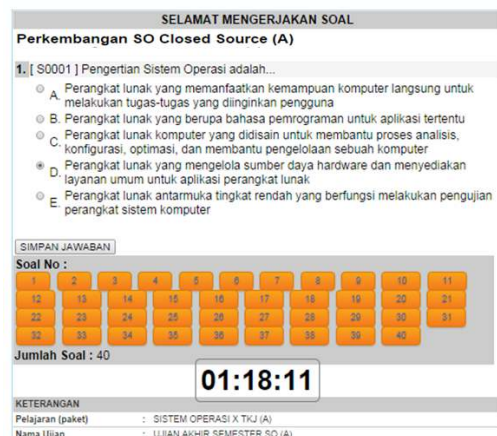 SELAMAT MENGERJAKAN SOAL
Perkembangan SO Closed Source (A)
1. [ S0001 ] Pengertian Sistem Operasi adalah...
A. Perangkat lunak yang memanfaatkan kemampuan komputer langsung untuk
melakukan tugas-tugas yang diinginkan pengguna
B. Perangkat lunak yang berupa bahasa pemrograman untuk aplikasi tertentu
C. Perangkat lunak komputer yang didisain untuk membantu proses analisis,
konfigurasi, optimasi, dan membantu pengelolaan sebuah komputer
D. Perangkat lunak yang mengelola sumber daya hardware dan menyediakan
layanan umum untuk aplikasi perangkat lunak
E. Perangkat lunak antarmuka tingkat rendah yang berfungsi melakukan pengujian
perangkat sistem komputer
SIMPAN JAWABAN
Soal No :
1 2 3 4 5 6 7 8 9 10 11
12 13 14 15 16 17 18 19 20 21
22 23 24 25 26 27 28 29 30 31
32 33 34 35 36 37 38 39 40
Jumlah Soal : 40
01:18:11
KETERANGAN
Pelajaran (paket) : SISTEM OPERASI X TKJ (A)
Nama Ujian : UJIAN AKHIR SEMESTER SO (A)